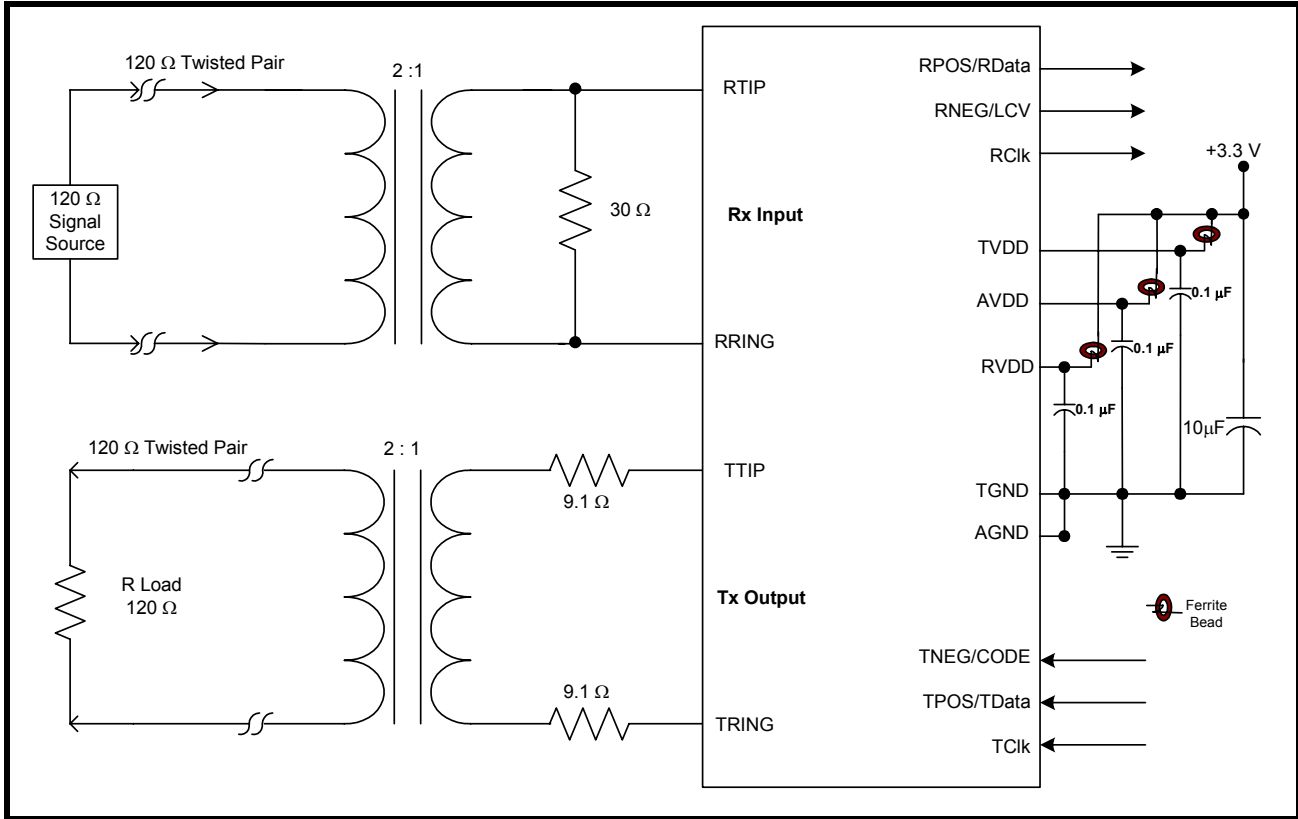 120 Ω Twisted Pair
2 :1
120 Ω
Signal
Source
30 Ω
RTIP
Rx Input
RRING
120 Ω Twisted Pair
2 : 1
9.1 Ω
TTIP
R Load
120 Ω
Tx Output
9.1 Ω
TRING
RPOS/RData
RNEG/LCV
RClk
+3.3 V
TVDD
0.1 μF
AVDD
0.1 μF
RVDD
0.1 μF
10μF
TGND
AGND
Ferrite
Bead
TNEG/CODE
TPOS/TData
TClk